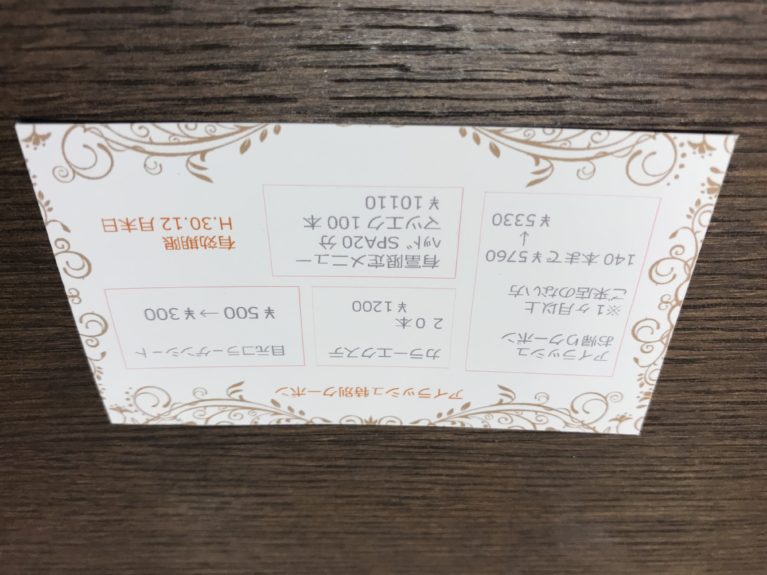 アイラッシュ特別クーポン
アイラッシュ
お帰りクーポン
※1ヶ月以上
ご来店のない方
140本まで¥5760
↓
¥5330
カラーエクステ
20本
¥1200
目元コラーゲンシート
¥500→¥300
有冨限定メニュー
ﾍｯﾄﾞSPA20分
マツエク100本
¥10110
有効期限
H.30.12月末日